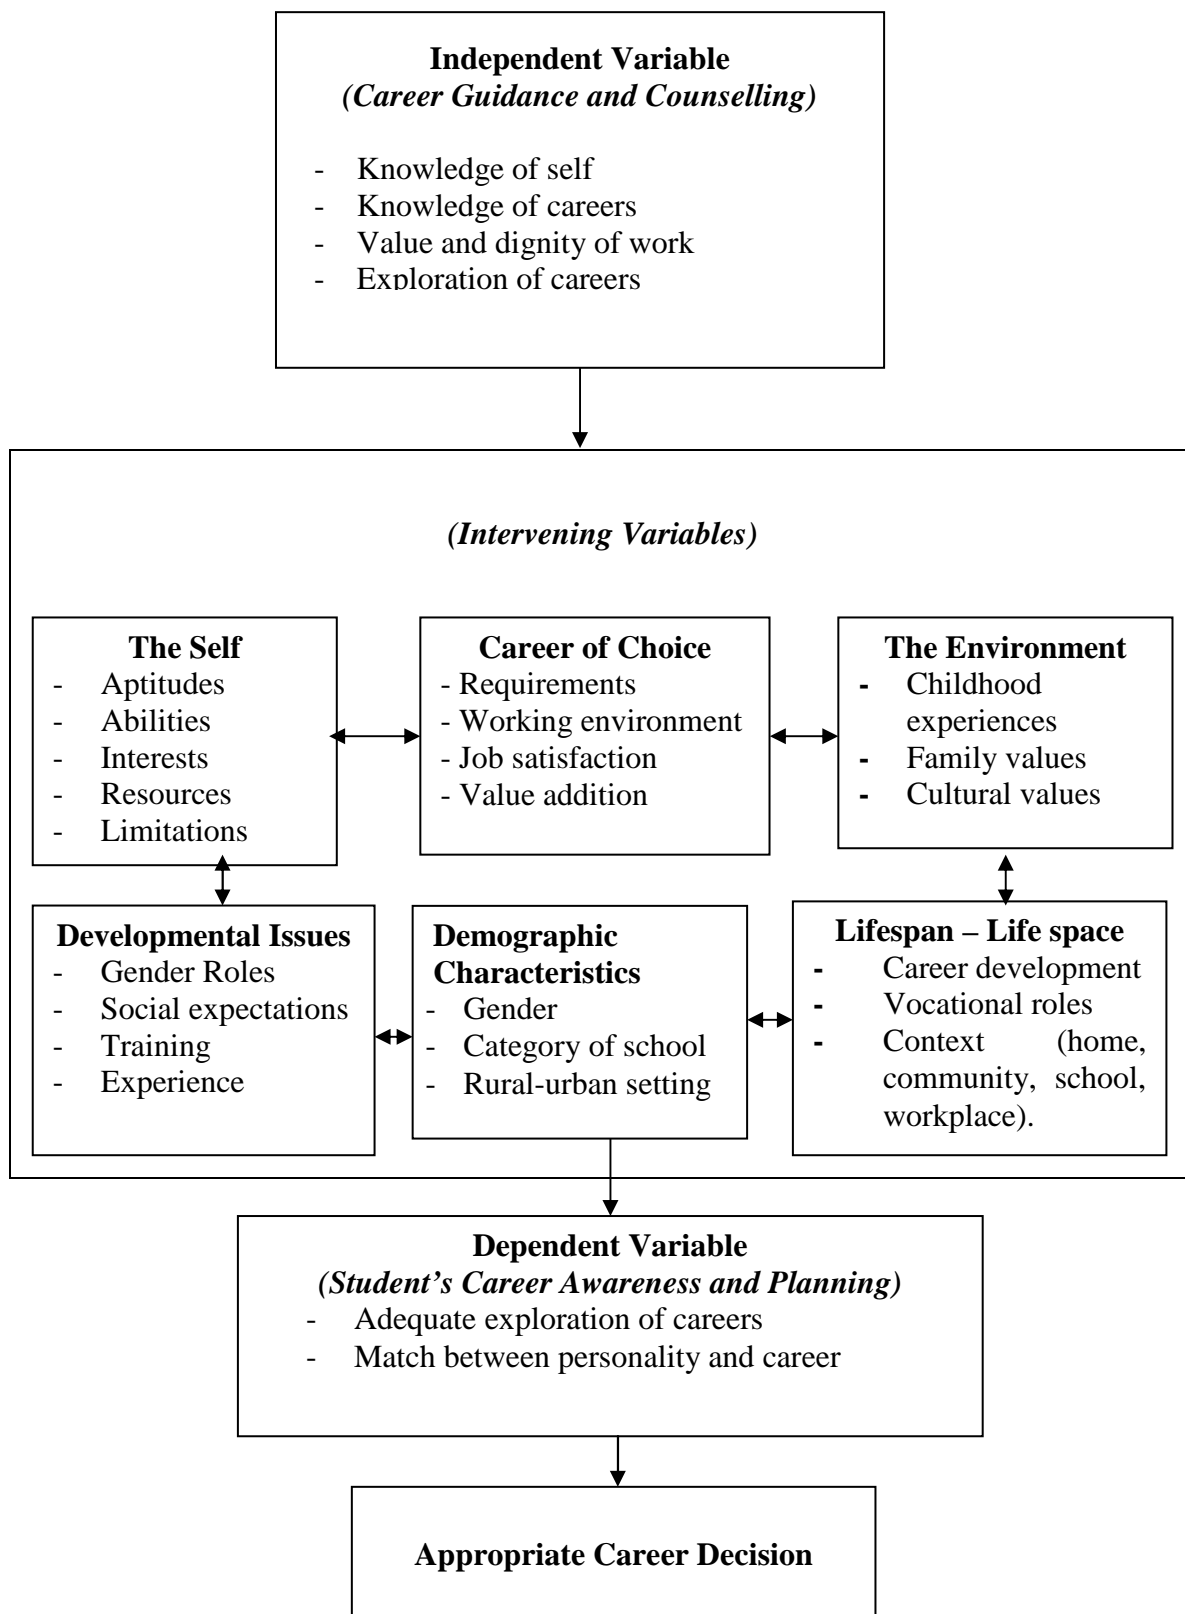 Independent Variable
(Career Guidance and Counselling)
- Knowledge of self
- Knowledge of careers
- Value and dignity of work
- Exploration of careers
(Intervening Variables)
The Self
- Aptitudes
- Abilities
- Interests
- Resources
- Limitations
Career of Choice
- Requirements
- Working environment
- Job satisfaction
- Value addition
The Environment
- Childhood
experiences
- Family values
- Cultural values
Developmental Issues
- Gender Roles
- Social expectations
- Training
- Experience
Demographic
Characteristics
- Gender
- Category of school
- Rural-urban setting
Lifespan – Life space
- Career development
- Vocational roles
- Context (home,
community, school,
workplace).
Dependent Variable
(Student’s Career Awareness and Planning)
- Adequate exploration of careers
- Match between personality and career
Appropriate Career Decision